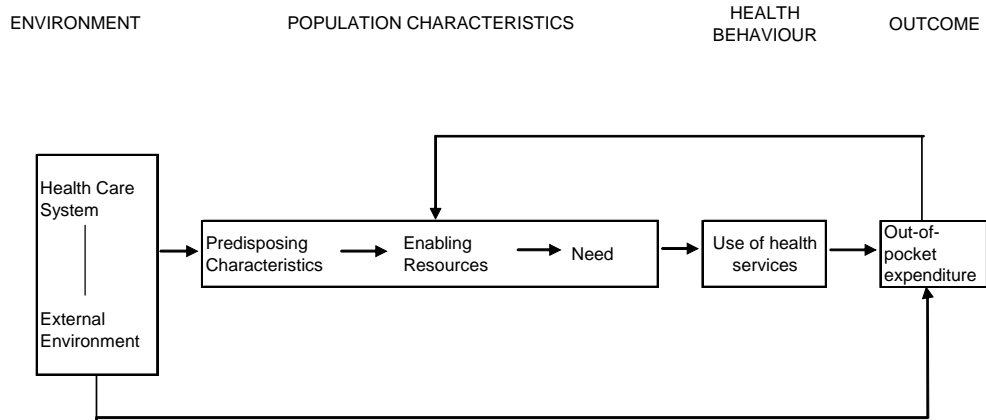 ENVIRONMENT
POPULATION CHARACTERISTICS
HEALTH
BEHAVIOUR
OUTCOME
Health Care
System
External
Environment
Predisposing
Characteristics
Enabling
Resources
Need
Use of health
services
Out-of-
pocket
expenditure